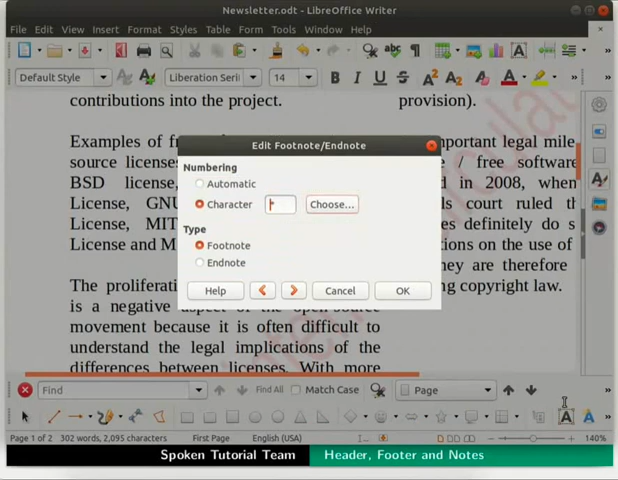 Newsletter.odt - LibreOffice Writer
File Edit View Insert Format Styles Table Form Tools
Default Style Liberation Seri 14
contributions into the project. provision).
Edit Footnote/Endnote
Numbering
Automatic
Character * Choose...
Type
Footnote
Endnote
Help Cancel OK
Examples of
source licenses
BSD license,
License, GNU
License, MIT
License and M
The proliferati
is a negative aspect of the open-source
movement because it is often difficult to
understand the legal implications of the
differences between licenses. With more
portant legal mile
e / free software
d in 2008, when
ls court ruled th
es definitely do s
ions on the use of
hey are therefore
ng copyright law.
Find Find All Match Case Page
Page 1 of 2 302 words, 2,095 characters First Page English (USA) 140%
Spoken Tutorial Team Header, Footer and Notes